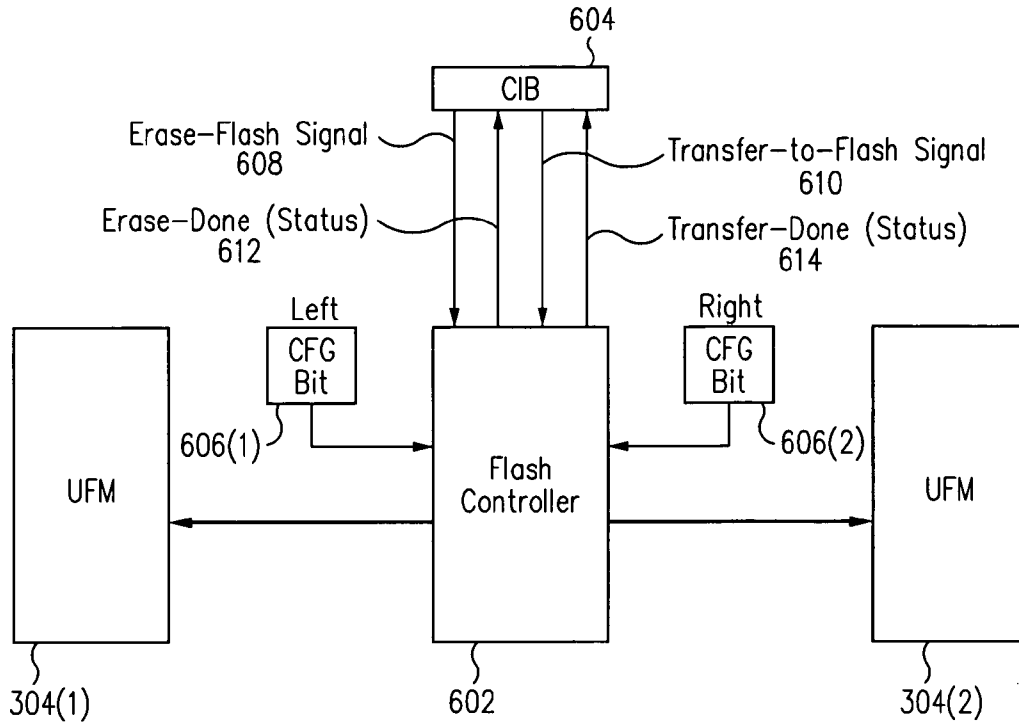 604
CIB
Erase-Flash Signal
608
Transfer-to-Flash Signal
610
Erase-Done (Status)
612
Transfer-Done (Status)
614
Left
CFG
Bit
606(1)
Right
CFG
Bit
606(2)
UFM
Flash
Controller
UFM
304(1)
602
304(2)